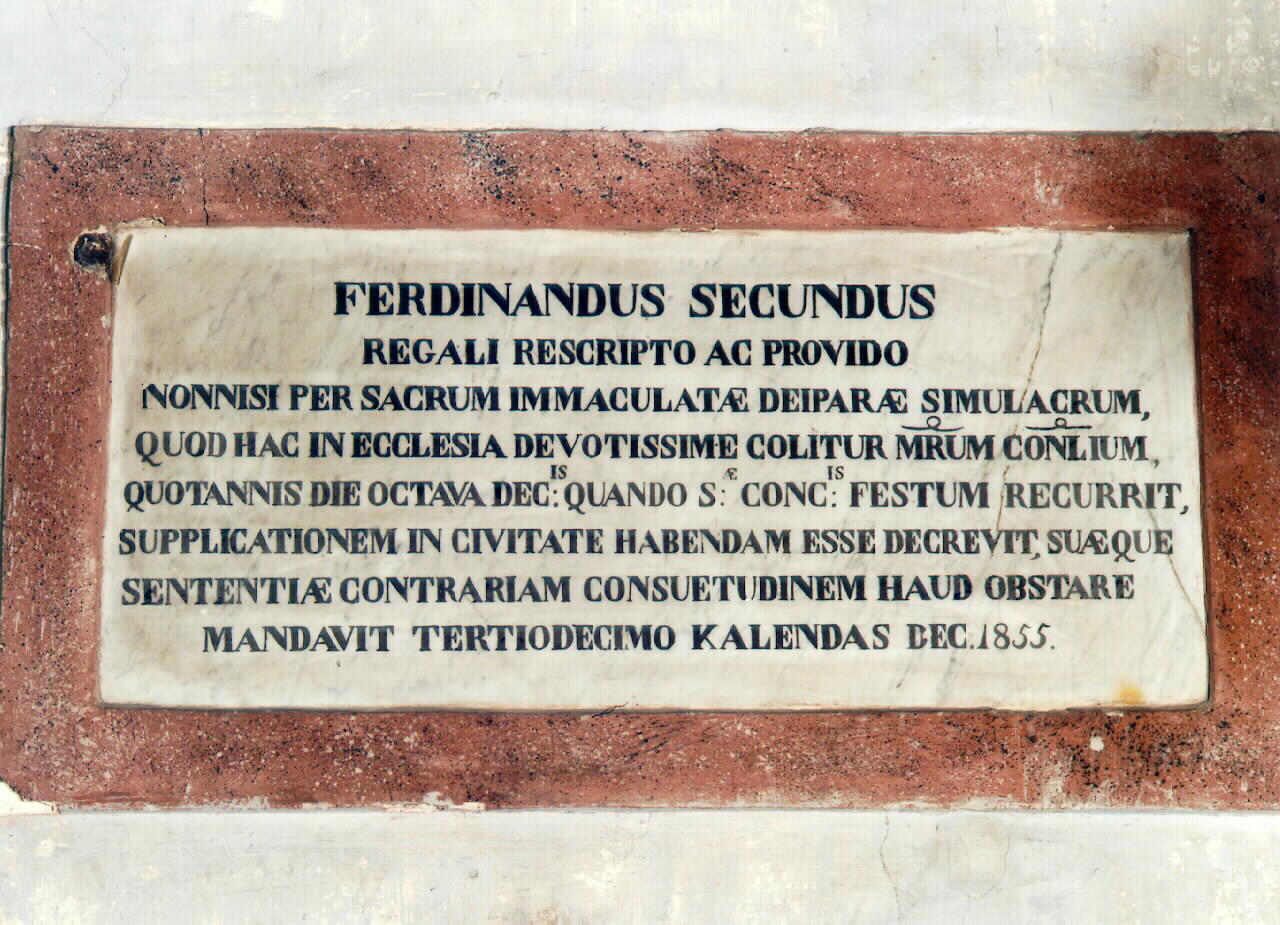 FERDINANDUS SECUNDUS
REGALI RESCRIPTO AC PROVIDO
NONNISI PER SACRUM IMMACULATÆ DEIPARÆ SIMULACRUM,
QUOD HAC IN ECCLESIA DEVOTISSIME COLITUR MRUM CONLIUM,
QUOTANNIS DIE OCTAVA DEC:IS QUANDO S:Æ CONC:IS FESTUM RECURRIT,
SUPPLICATIONEM IN CIVITATE HABENDAM ESSE DECREVIT, SUÆQUE
SENTENTIÆ CONTRARIAM CONSUETUDINEM HAUD OBSTARE
MANDAVIT TERTIODECIMO KALENDAS DEC. 1855.